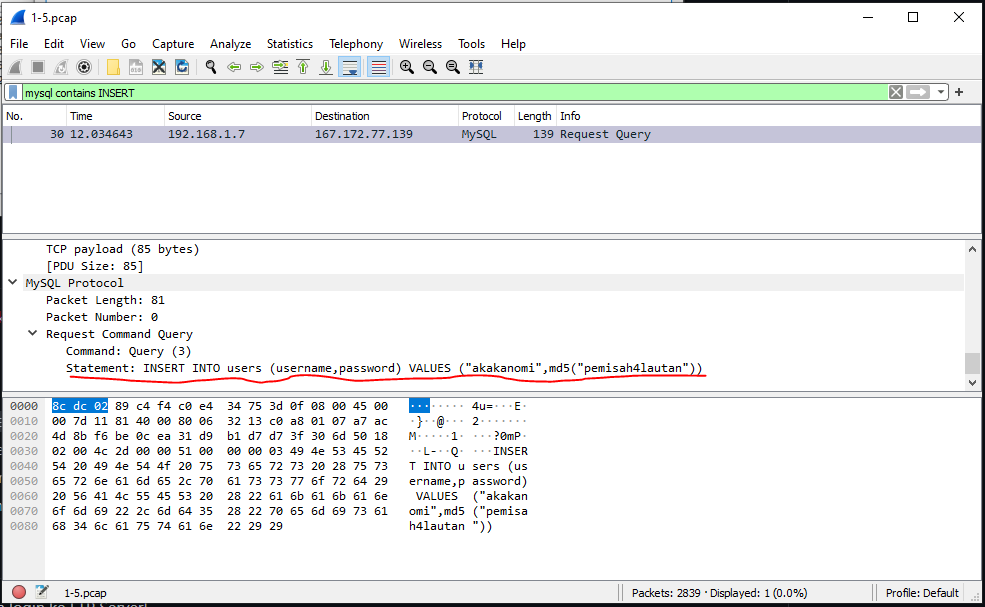 1-5.pcap
File Edit View Go Capture Analyze Statistics Telephony Wireless Tools Help
mysql contains INSERT
No. Time Source Destination Protocol Length Info
30 12.034643 192.168.1.7 167.172.77.139 MySQL 139 Request Query
TCP payload (85 bytes)
[PDU Size: 85]
MySQL Protocol
Packet Length: 81
Packet Number: 0
Request Command Query
Command: Query (3)
Statement: INSERT INTO users (username,password) VALUES ("akakanomi",md5("pemisah4lautan"))
0000 8c dc 02 89 c4 f4 c0 e4 34 75 3d 0f 08 00 45 00 ········ 4u=···E·
0010 00 7d 11 81 40 00 80 06 32 13 c0 a8 01 07 a7 ac ·}··@··· 2·······
0020 4d 8b f6 be 0c ea 31 d9 b1 d7 d7 3f 30 6d 50 18 M·····1· ···?0mP·
0030 02 00 4c 2d 00 00 51 00 00 00 03 49 4e 53 45 52 ··L-··Q· ···INSER
0040 54 20 49 4e 54 4f 20 75 73 65 72 73 20 28 75 73 T INTO u sers (us
0050 65 72 6e 61 6d 65 2c 70 61 73 73 77 6f 72 64 29 ername,p assword)
0060 20 56 41 4c 55 45 53 20 28 22 61 6b 61 6b 61 6e VALUES ("akakan
0070 6f 6d 69 22 2c 6d 64 35 28 22 70 65 6d 69 73 61 omi",md5 ("pemisa
0080 68 34 6c 61 75 74 61 6e 22 29 29 h4lautan "))
1-5.pcap Packets: 2839 · Displayed: 1 (0.0%) Profile: Default